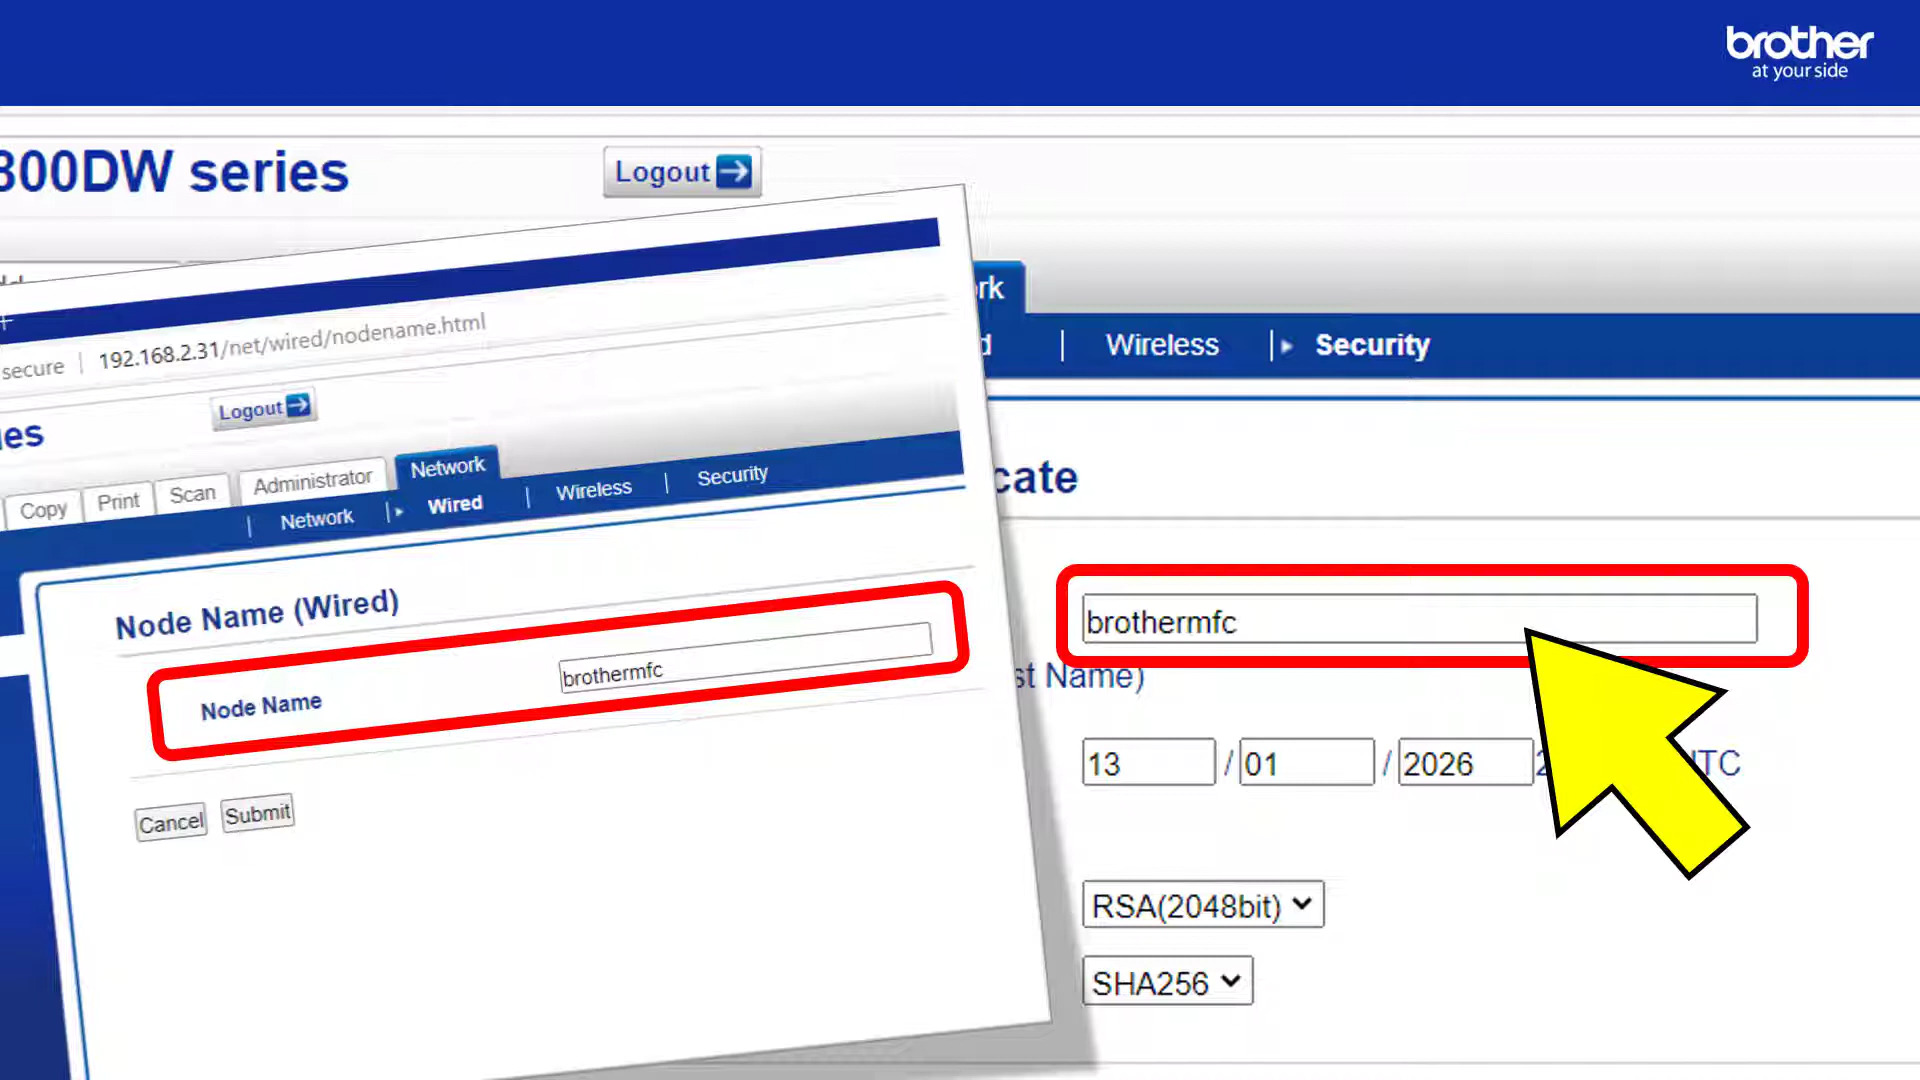 brother
at your side
800DW series
Logout
secure | 192.168.2.31/net/wired/nodename.html
Logout
ies
Copy
Print
Scan
Administrator
Network
Network
Wired
Wireless
Security
Node Name (Wired)
Node Name
brothermfc
Cancel
Submit
rk
d
Wireless
Security
cate
brothermfc
st Name)
13 / 01 / 2026
TC
RSA(2048bit)
SHA256